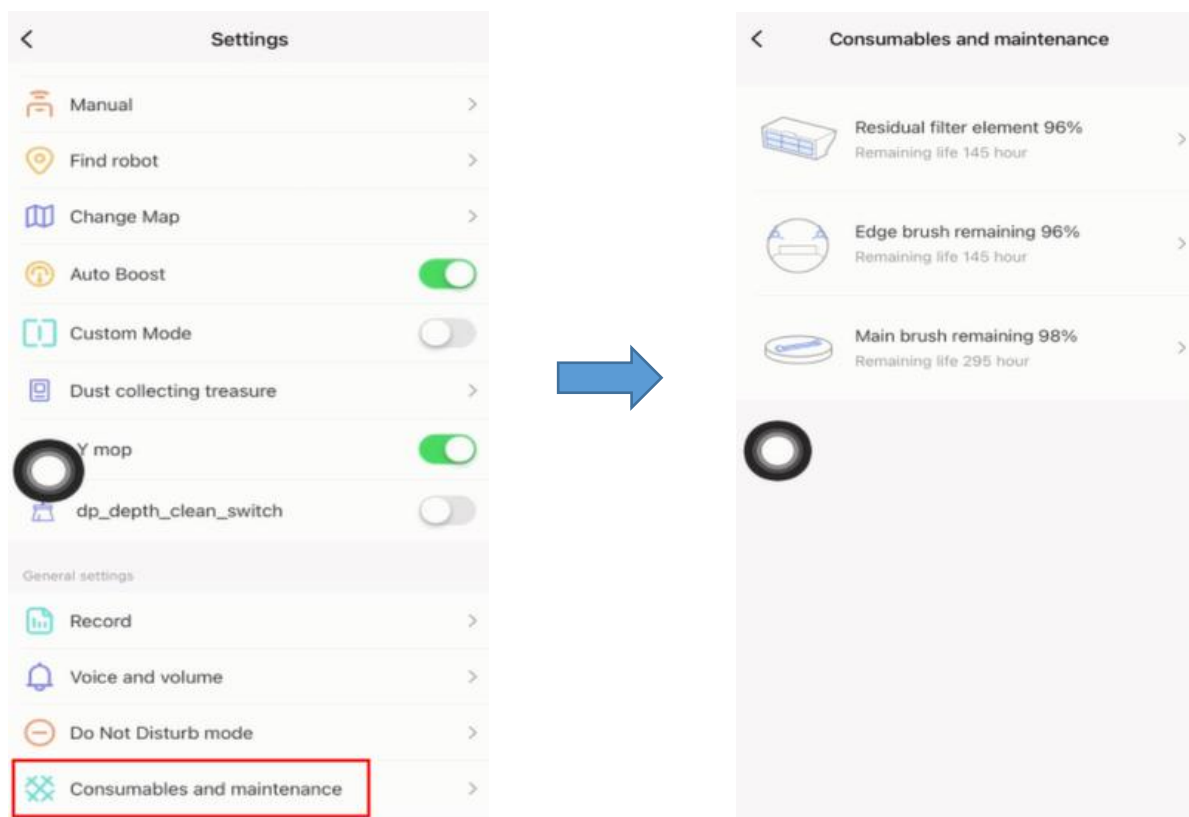 Settings
Manual
Find robot
Change Map
Auto Boost
Custom Mode
Dust collecting treasure
Y mop
dp_depth_clean_switch
General settings
Record
Voice and volume
Do Not Disturb mode
Consumables and maintenance
Consumables and maintenance
Residual filter element 96%
Remaining life 145 hour
Edge brush remaining 96%
Remaining life 145 hour
Main brush remaining 98%
Remaining life 295 hour